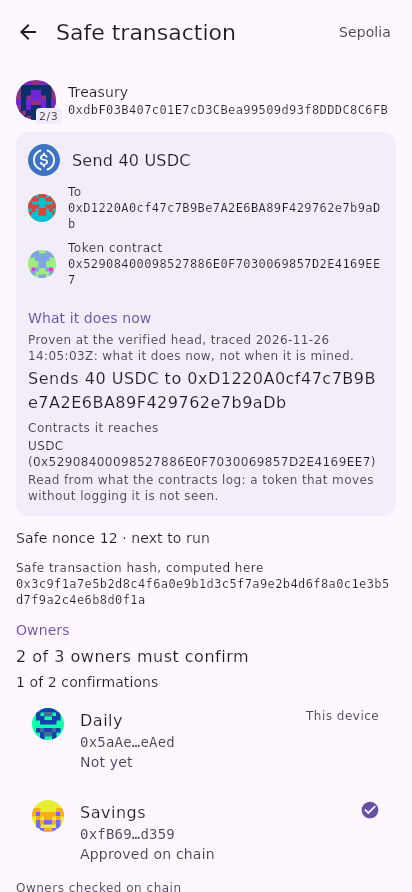 Safe transaction
Sepolia
Treasury
2/3
0xdbF03B407c01E7cD3CBea99509d93f8DDDC8C6FB
Send 40 USDC
To
0xD1220A0cf47c7B9Be7A2E6BA89F429762e7b9aD
b
Token contract
0x52908400098527886E0F7030069857D2E4169EE
7
What it does now
Proven at the verified head, traced 2026-11-26
14:05:03Z: what it does now, not when it is mined.
Sends 40 USDC to 0xD1220A0cf47c7B9B
e7A2E6BA89F429762e7b9aDb
Contracts it reaches
USDC
(0x52908400098527886E0F7030069857D2E4169EE7)
Read from what the contracts log: a token that moves
without logging it is not seen.
Safe nonce 12 · next to run
Safe transaction hash, computed here
0x3c9f1a7e5b2d8c4f6a0e9b1d3c5f7a9e2b4d6f8a0c1e3b5
d7f9a2c4e6b8d0f1a
Owners
2 of 3 owners must confirm
1 of 2 confirmations
Daily
This device
0x5aAe…eAed
Not yet
Savings
0xfB69…d359
Approved on chain
Owners checked on chain